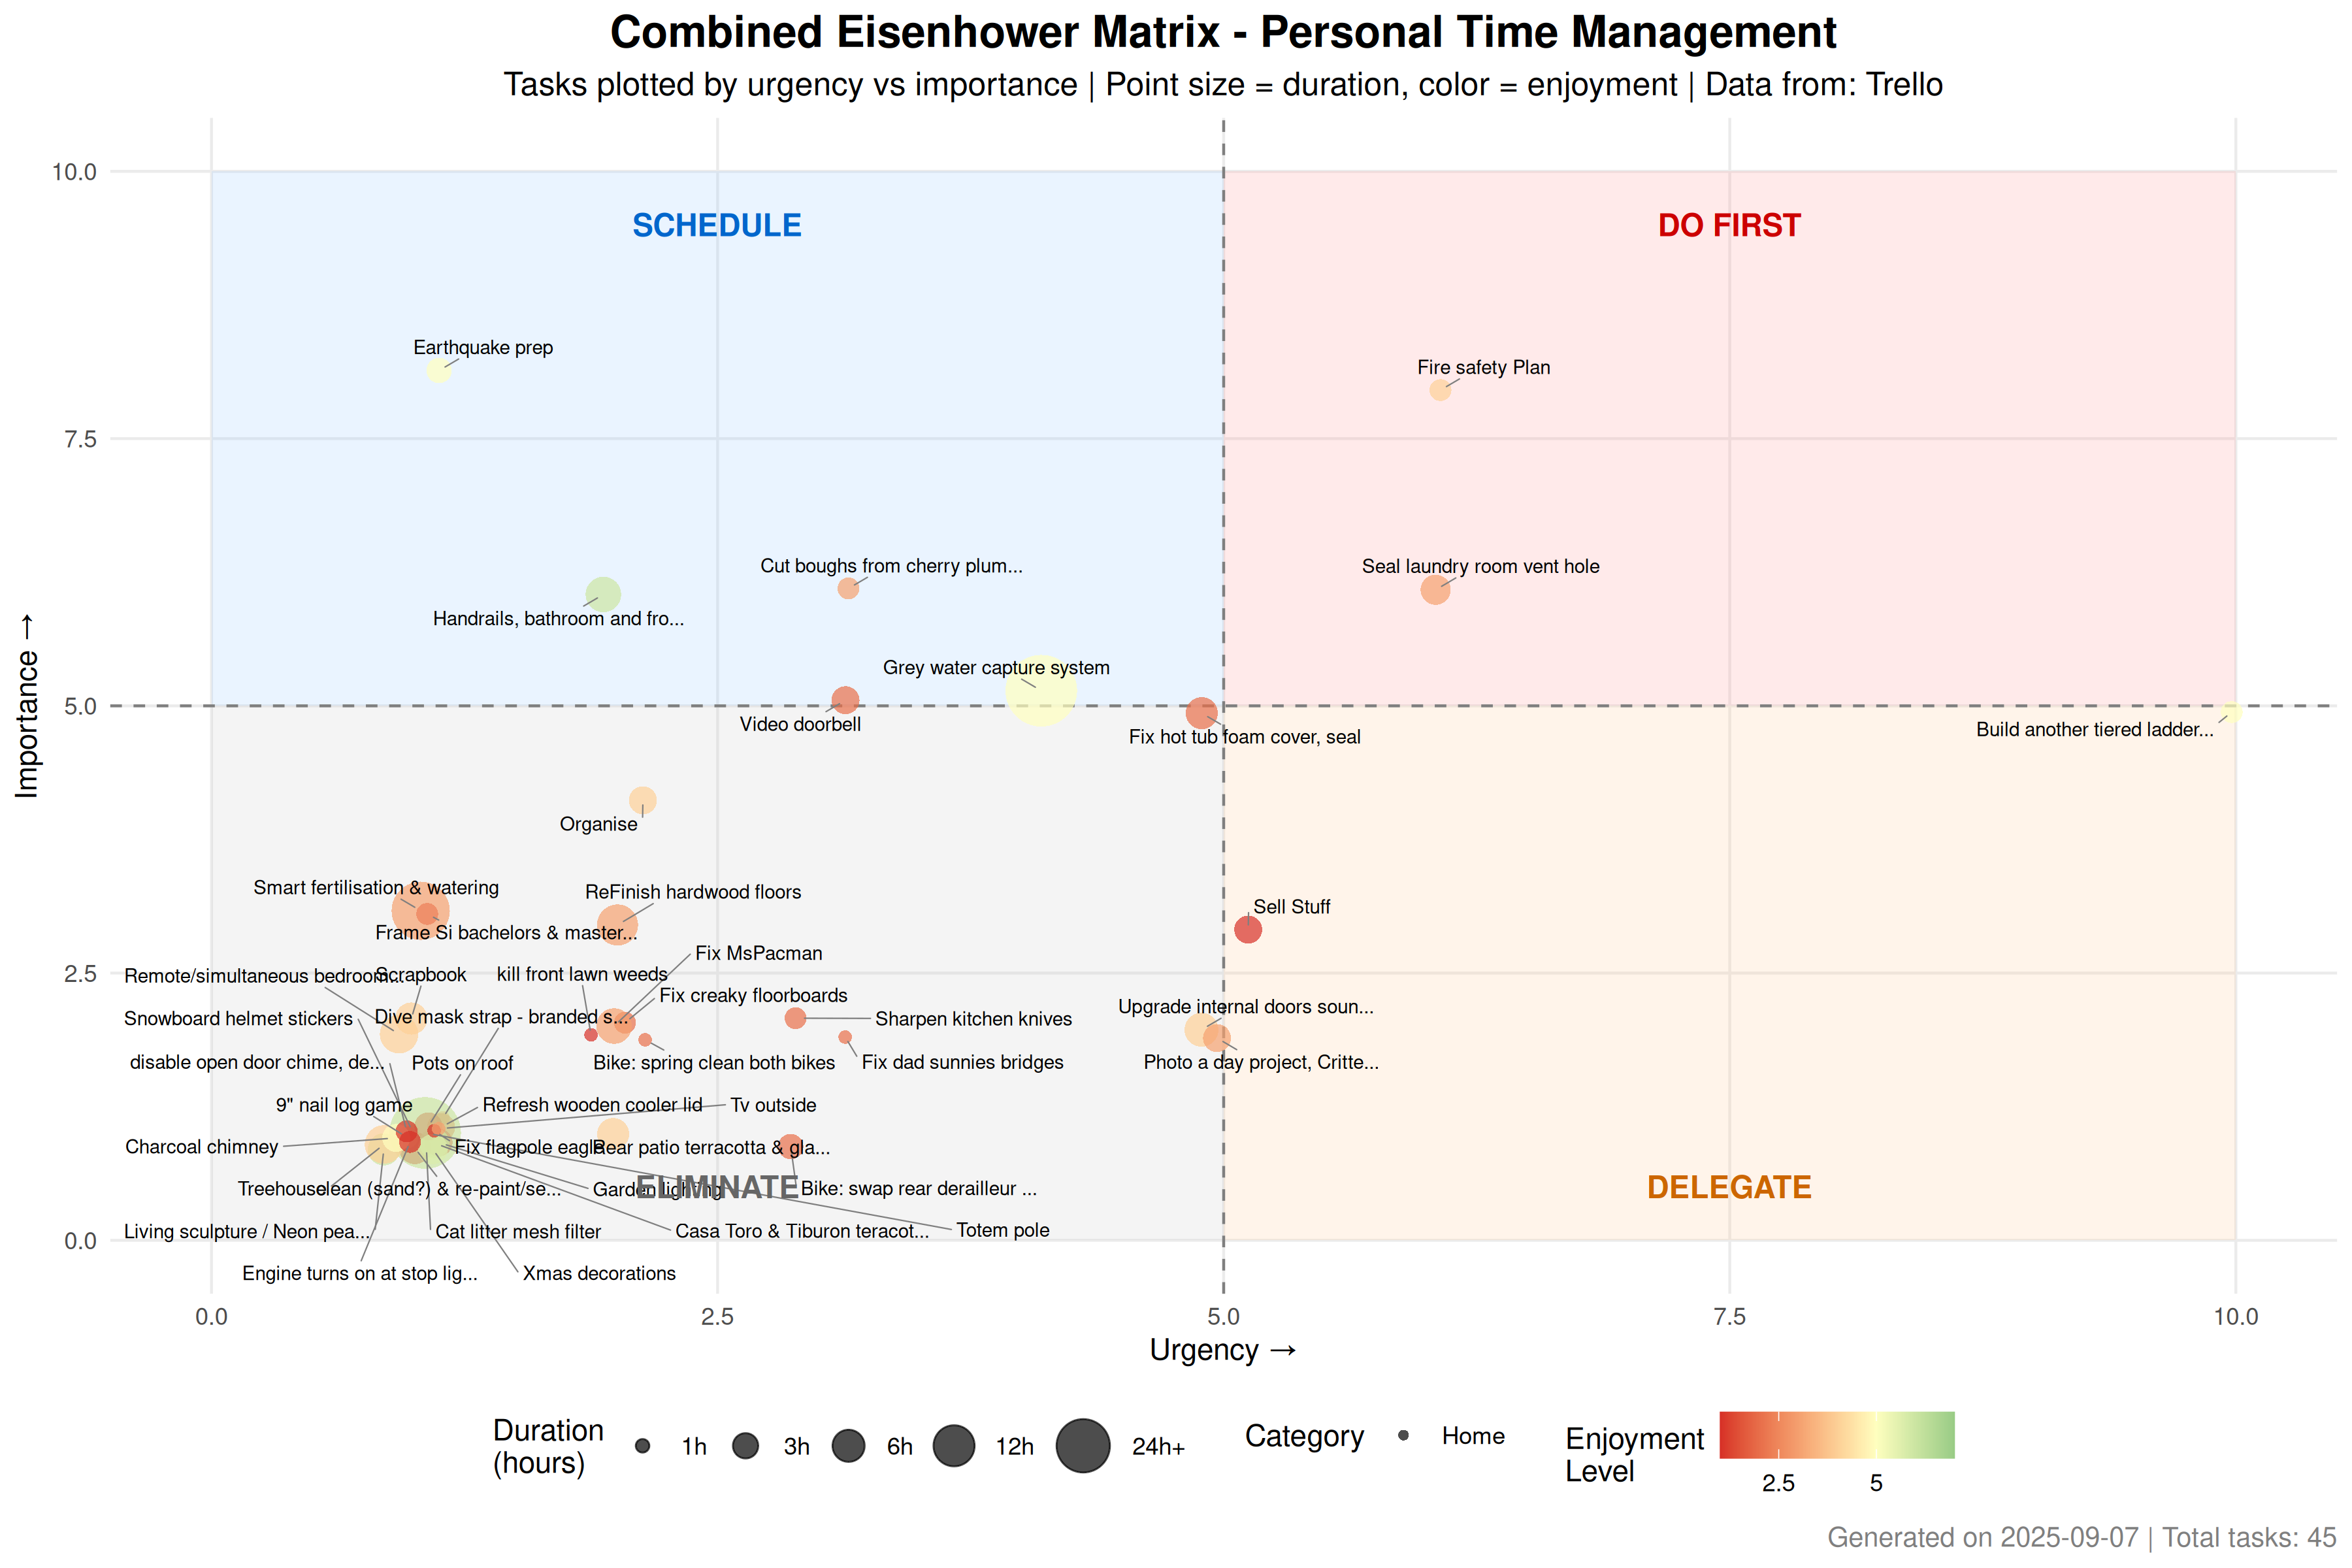 Combined Eisenhower Matrix - Personal Time Management
Tasks plotted by urgency vs importance | Point size = duration, color = enjoyment | Data from: Trello
10.0
SCHEDULE
DO FIRST
Earthquake prep
Fire safety Plan
7.5
Cut boughs from cherry plum...
Seal laundry room vent hole
Handrails, bathroom and fro...
Grey water capture system
Importance →
5.0
Video doorbell
Fix hot tub foam cover, seal
Build another tiered ladder...
Organise
Smart fertilisation & watering
ReFinish hardwood floors
Sell Stuff
Frame Si bachelors & master...
Fix MsPacman
2.5
Remote/simultaneous bedroom...
Scrapbook
kill front lawn weeds
Fix creaky floorboards
Upgrade internal doors soun...
Snowboard helmet stickers
Dive mask strap - branded s...
Sharpen kitchen knives
disable open door chime, de...
Pots on roof
Bike: spring clean both bikes
Fix dad sunnies bridges
Photo a day project, Critte...
9" nail log game
Refresh wooden cooler lid
Tv outside
Charcoal chimney
Fix flagpole eagle
Rear patio terracotta & gla...
Treehouse
clean (sand?) & re-paint/se...
Garden lighting
ELIMINATE
Bike: swap rear derailleur ...
DELEGATE
Living sculpture / Neon pea...
Cat litter mesh filter
Casa Toro & Tiburon teracot...
Totem pole
0.0
Engine turns on at stop lig...
Xmas decorations
0.0
2.5
5.0
7.5
10.0
Urgency →
Duration
(hours)
1h
3h
6h
12h
24h+
Category
Home
Enjoyment
Level
2.5
5
Generated on 2025-09-07 | Total tasks: 45